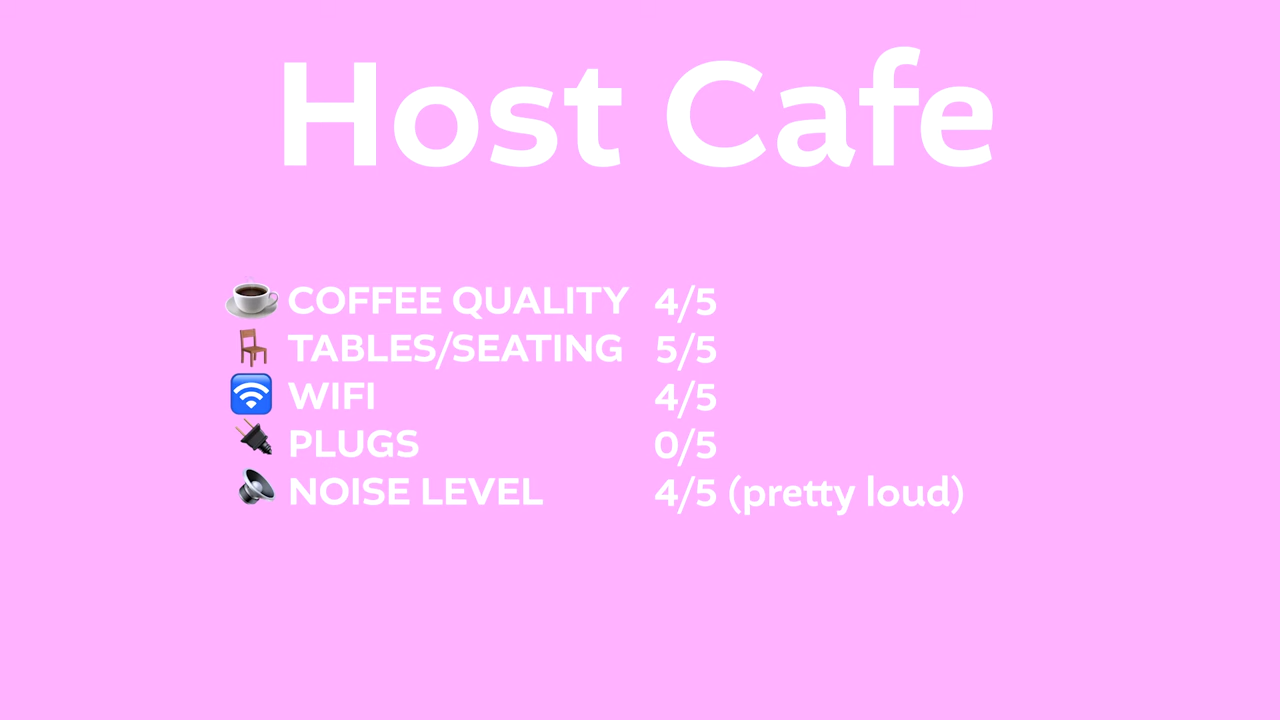 Host Cafe
COFFEE QUALITY 4/5
TABLES/SEATING 5/5
WIFI 4/5
PLUGS 0/5
NOISE LEVEL 4/5 (pretty loud)